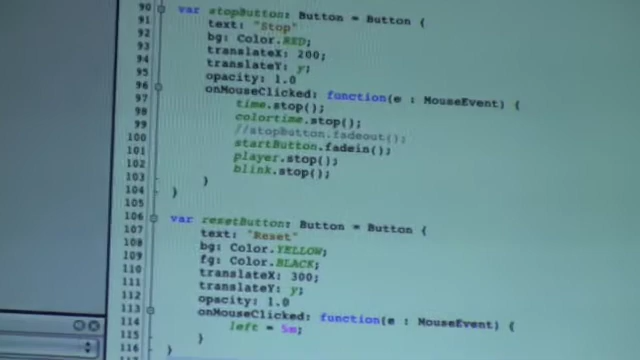 90 var stopButton: Button = Button {
91 text: "Stop"
92 bg: Color.RED;
93 translateX: 200;
94 translateY: y;
95 opacity: 1.0
96 onMouseClicked: function(e : MouseEvent) {
97 time.stop();
98 colortime.stop();
99 //stopButton.fadeout();
100 startButton.fadein();
101 player.stop();
102 blink.stop();
103 }
104 }
105
106 var resetButton: Button = Button {
107 text: "Reset"
108 bg: Color.YELLOW;
109 fg: Color.BLACK;
110 translateX: 300;
111 translateY: y;
112 opacity: 1.0
113 onMouseClicked: function(e : MouseEvent) {
114 left = 5m;
115 }
116 }